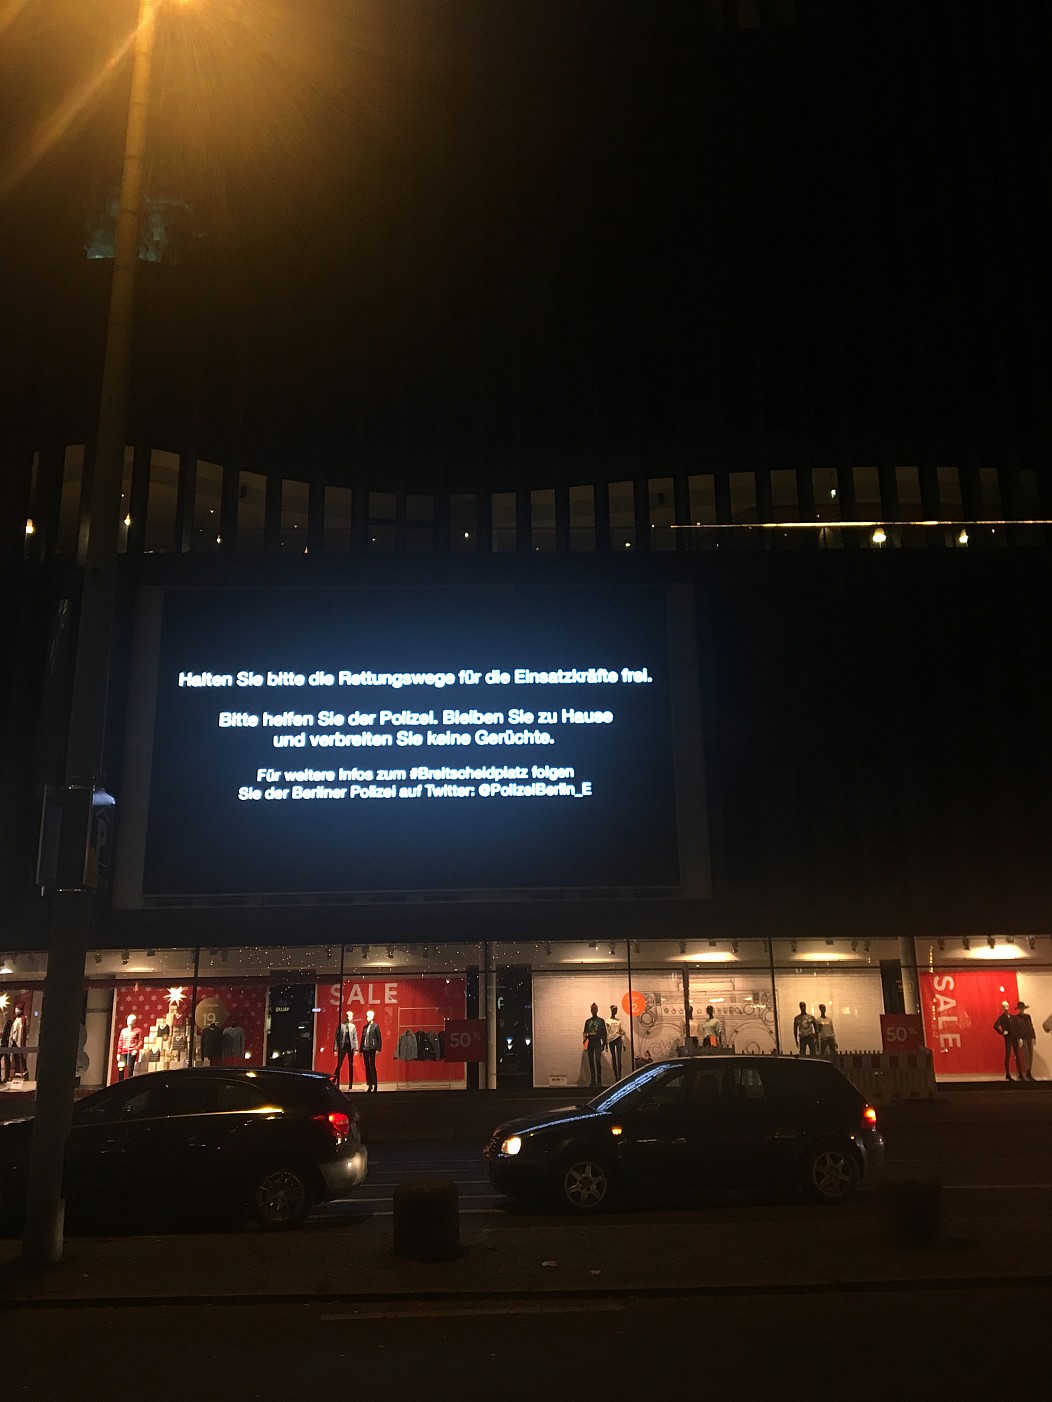 Halten Sie bitte die Rettungswege für die Einsatzkräfte frei.
Bitte helfen Sie der Polizei. Bleiben Sie zu Hause
und verbreiten Sie keine Gerüchte.
Für weitere Infos zum #Breitscheidplatz folgen
Sie der Berliner Polizei auf Twitter: @PolizeiBerlin_E
P
SALE
19
50%
50%
SALE